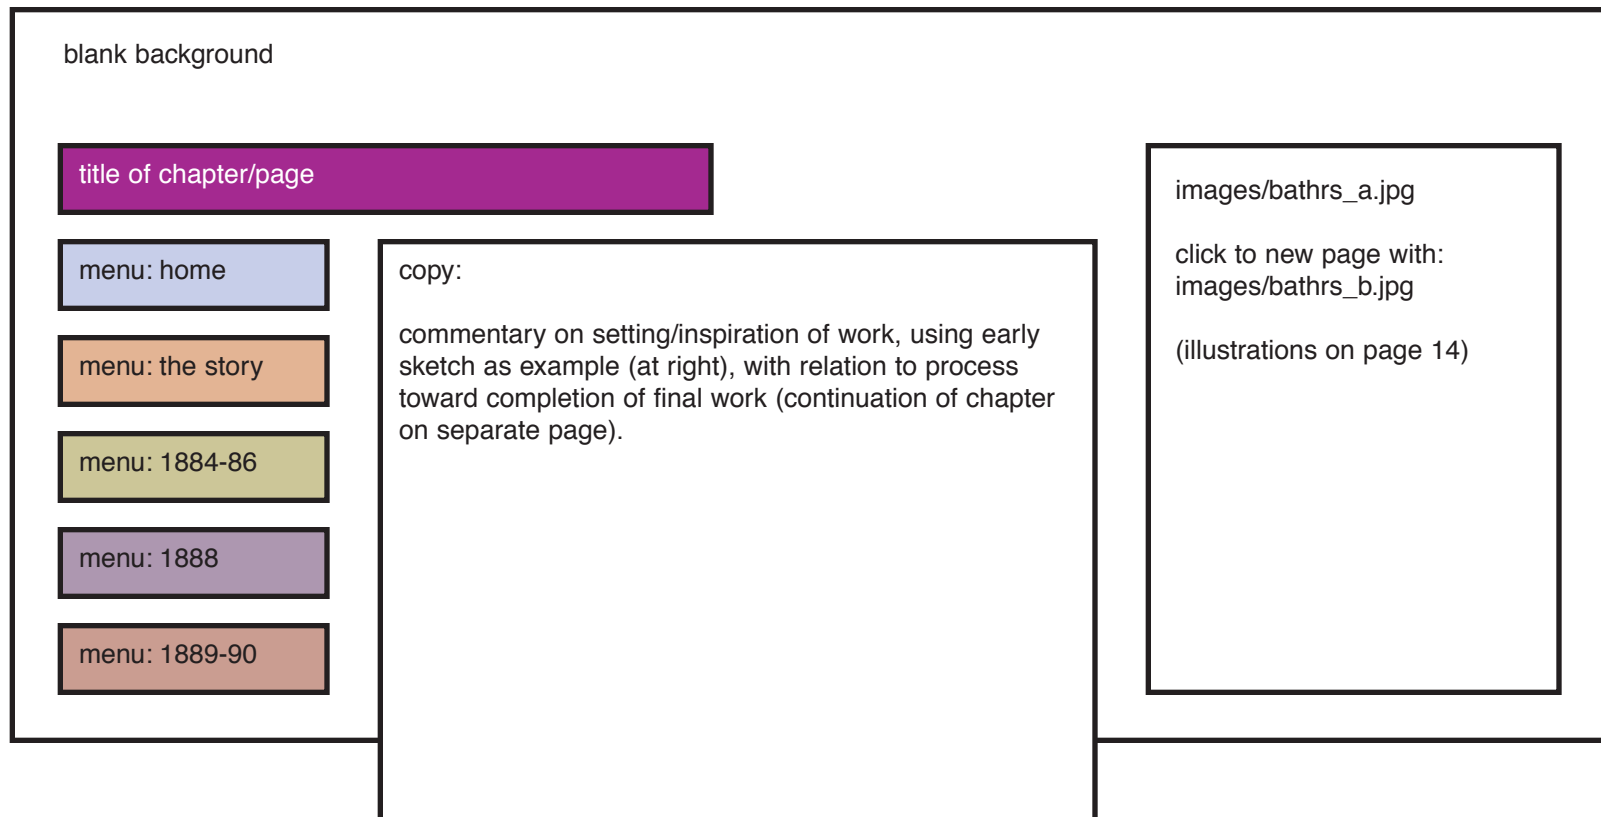 blank background
title of chapter/page
menu: home
menu: the story
menu: 1884-86
menu: 1888
menu: 1889-90
copy:
commentary on setting/inspiration of work, using early
sketch as example (at right), with relation to process
toward completion of final work (continuation of chapter
on separate page).
images/bathrs_a.jpg
click to new page with:
images/bathrs_b.jpg
(illustrations on page 14)